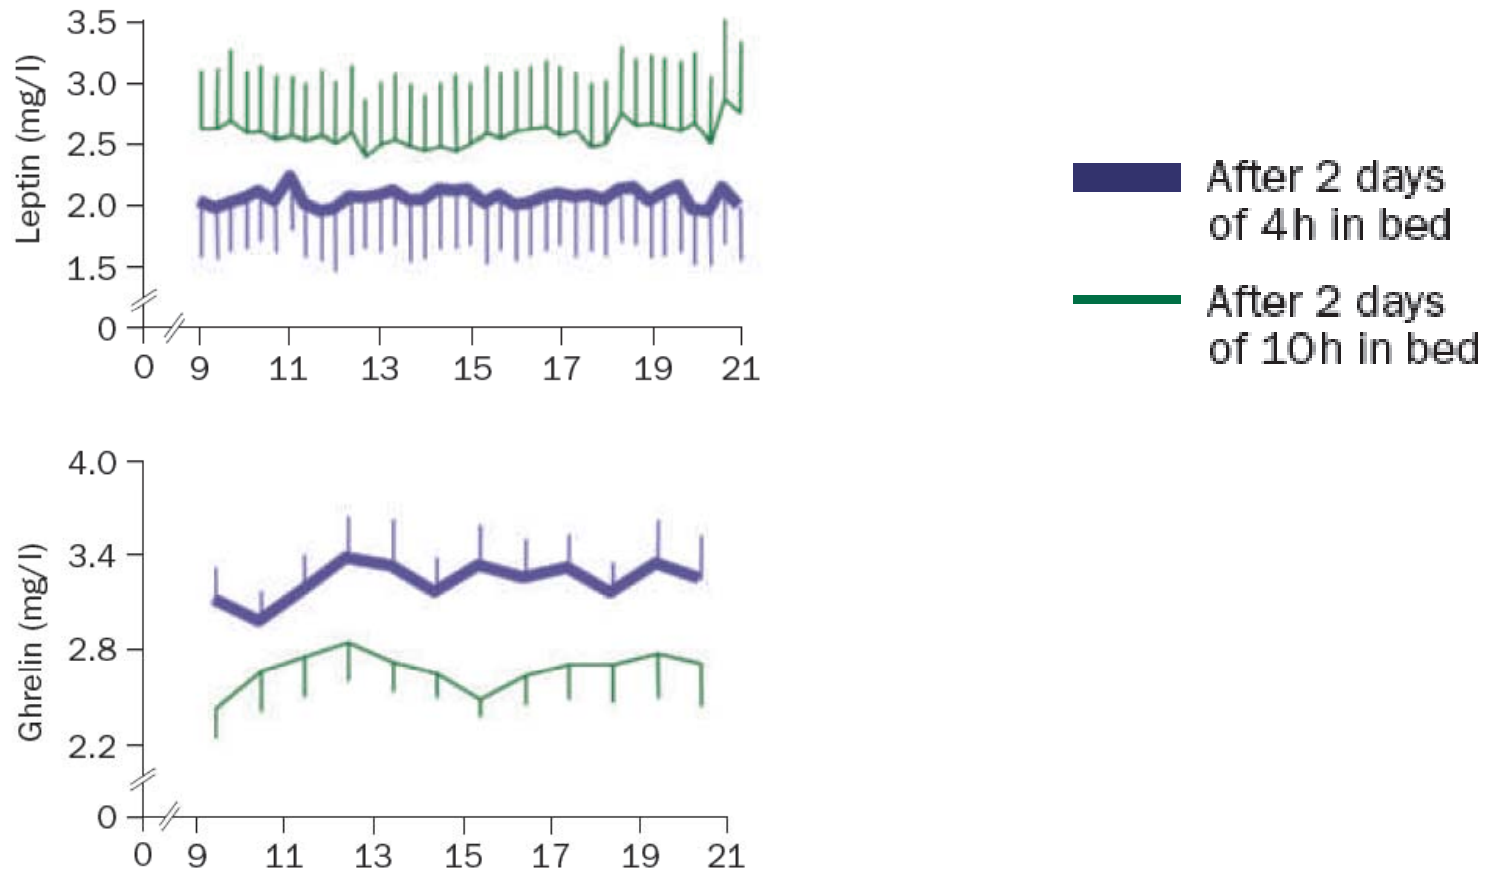 Leptin (mg/l)
3.5
3.0
2.5
2.0
1.5
0
0 9 11 13 15 17 19 21
After 2 days
of 4h in bed
After 2 days
of 10h in bed
Ghrelin (mg/l)
4.0
3.4
2.8
2.2
0
0 9 11 13 15 17 19 21